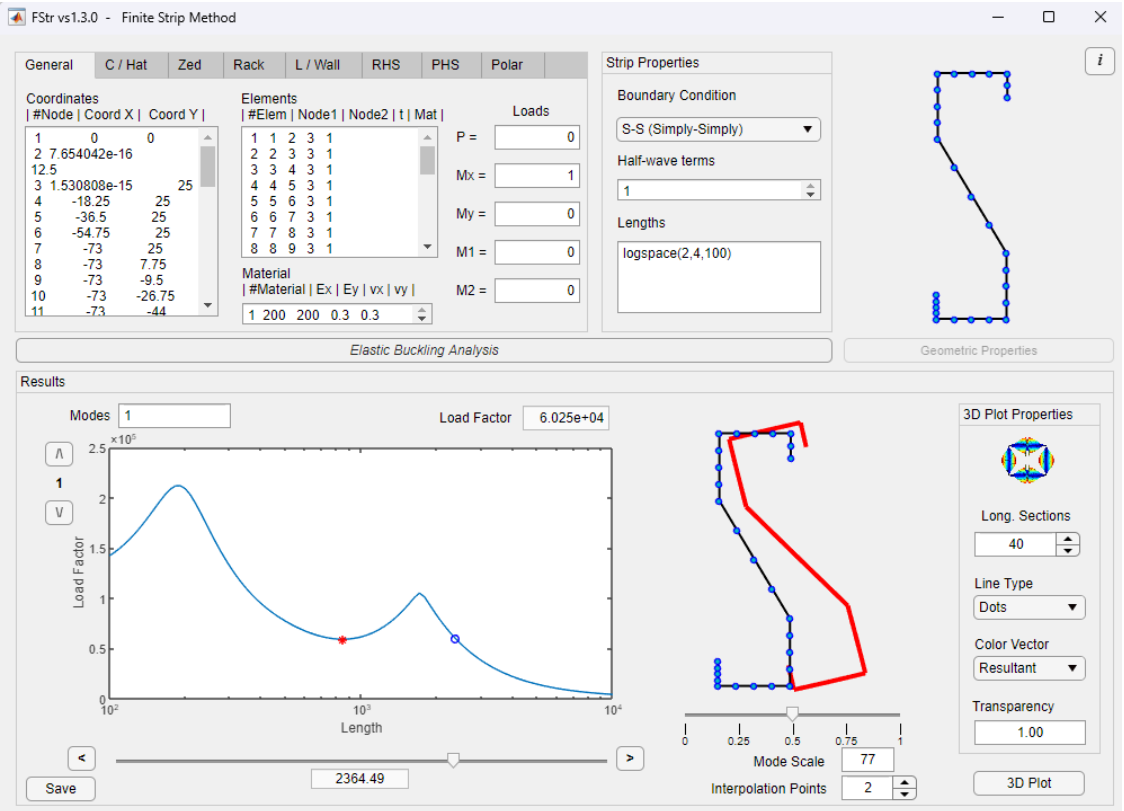 FStr vs1.3.0 - Finite Strip Method
General C / Hat Zed Rack L / Wall RHS PHS Polar
Coordinates
| #Node | Coord X | Coord Y |
1 0 0
2 7.654042e-16
12.5
3 1.530808e-15 25
4 -18.25 25
5 -36.5 25
6 -54.75 25
7 -73 25
8 -73 7.75
9 -73 -9.5
10 -73 -26.75
11 -73 -44
Elements
| #Elem | Node1 | Node2 | t | Mat |
1 1 2 3 1
2 2 3 3 1
3 3 4 3 1
4 4 5 3 1
5 5 6 3 1
6 6 7 3 1
7 7 8 3 1
8 8 9 3 1
Material
| #Material | Ex | Ey | vx | vy |
1 200 200 0.3 0.3
Loads
P = 0
Mx = 1
My = 0
M1 = 0
M2 = 0
Strip Properties
Boundary Condition
S-S (Simply-Simply)
Half-wave terms
1
Lengths
logspace(2,4,100)
i
Elastic Buckling Analysis
Geometric Properties
Results
Modes 1
Load Factor 6.025e+04
/\
1
V
×10⁵
2.5
2
1.5
1
0.5
0
Load Factor
10² 10³ 10⁴
Length
< >
2364.49
Save
0 0.25 0.5 0.75 1
Mode Scale 77
Interpolation Points 2
3D Plot Properties
Long. Sections
40
Line Type
Dots
Color Vector
Resultant
Transparency
1.00
3D Plot